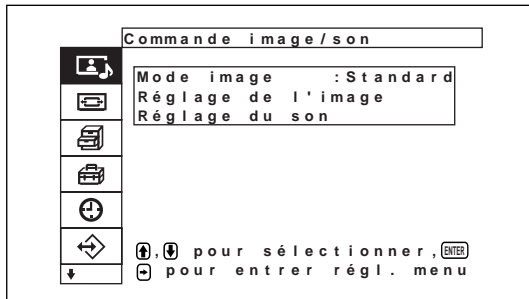 Commande image/son
Mode image :Standard
Réglage de l'image
Réglage du son
, pour sélectionner, ENTER
pour entrer régl. menu